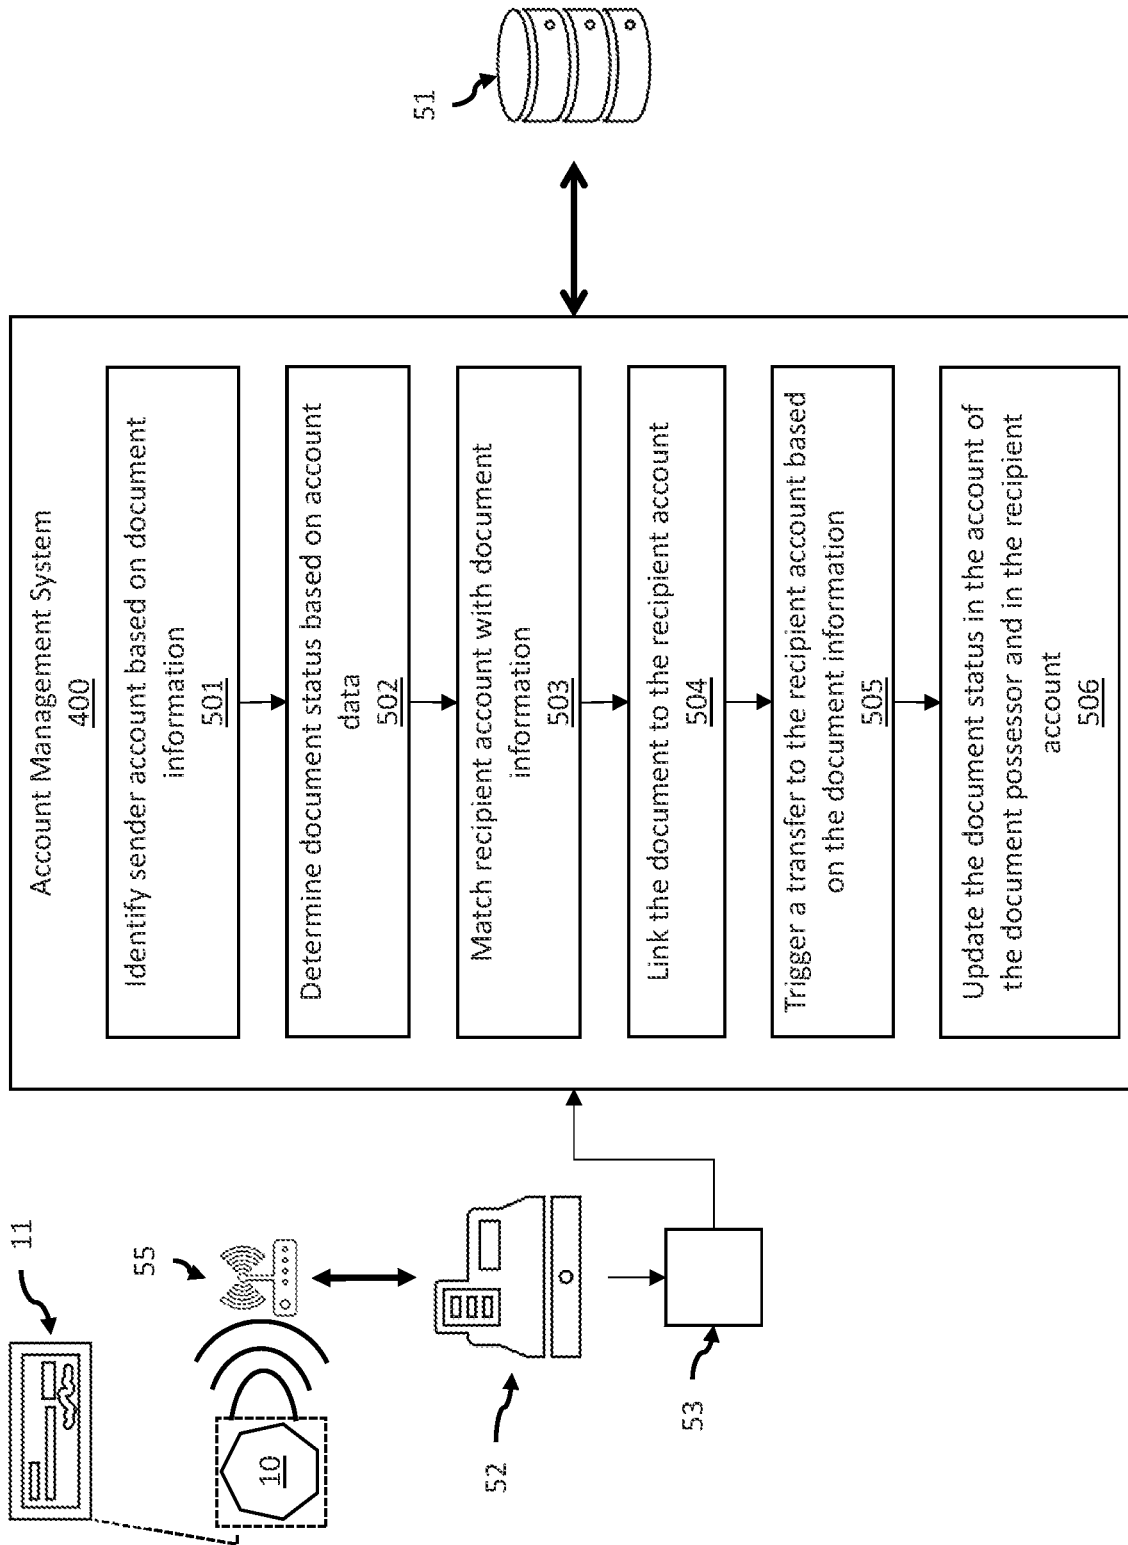 Account Management System
400
Identify sender account based on document
information
501
Determine document status based on account
data
502
Match recipient account with document
information
503
Link the document to the recipient account
504
Trigger a transfer to the recipient account based
on the document information
505
Update the document status in the account of
the document possessor and in the recipient
account
506
11
55
10
52
53
51